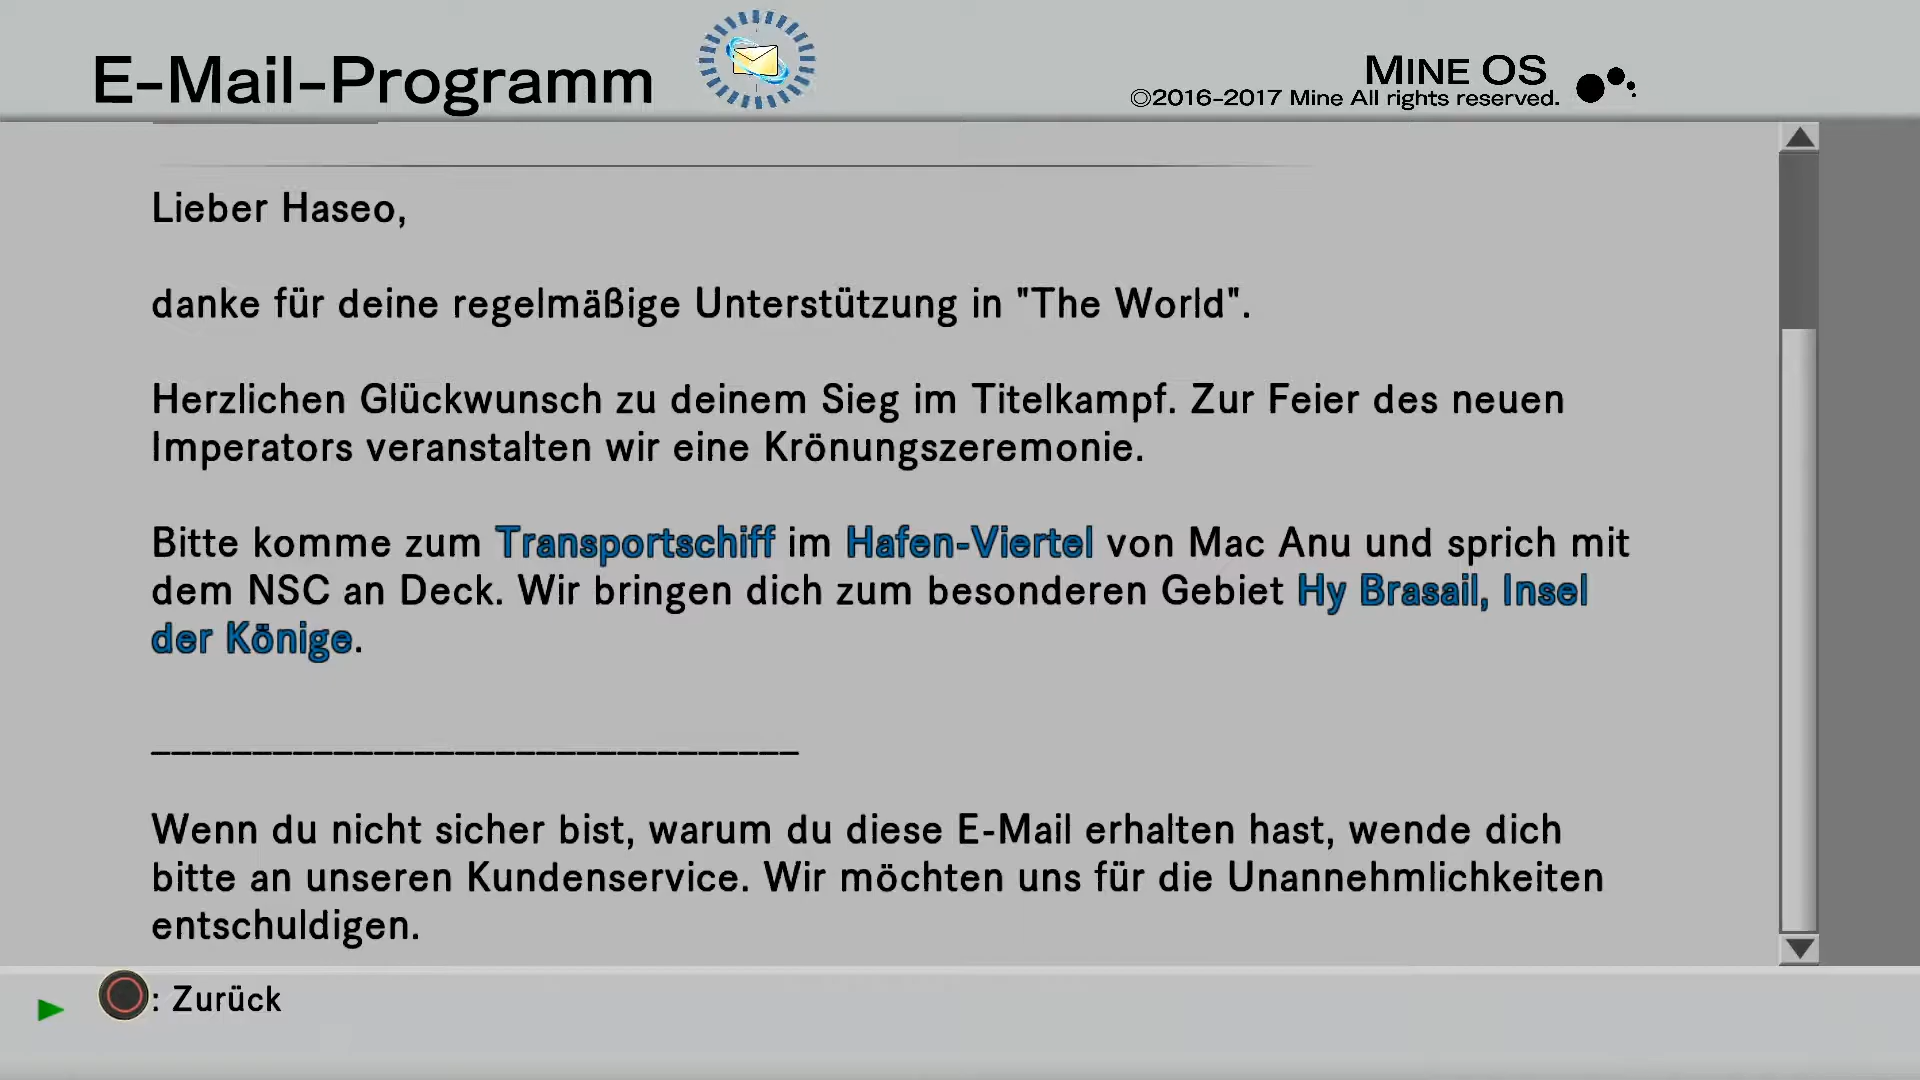 E-Mail-Programm
MINE OS
©2016-2017 Mine All rights reserved.
Lieber Haseo,
danke für deine regelmäßige Unterstützung in "The World".
Herzlichen Glückwunsch zu deinem Sieg im Titelkampf. Zur Feier des neuen
Imperators veranstalten wir eine Krönungszeremonie.
Bitte komme zum Transportschiff im Hafen-Viertel von Mac Anu und sprich mit
dem NSC an Deck. Wir bringen dich zum besonderen Gebiet Hy Brasail, Insel
der Könige.
________________________________
Wenn du nicht sicher bist, warum du diese E-Mail erhalten hast, wende dich
bitte an unseren Kundenservice. Wir möchten uns für die Unannehmlichkeiten
entschuldigen.
: Zurück